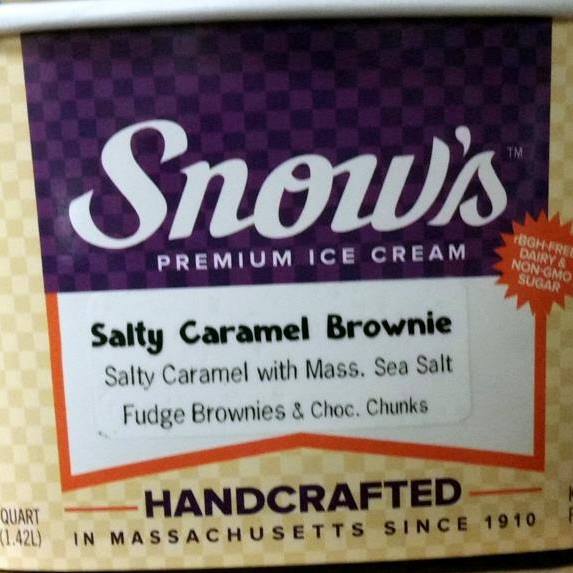 Snow's™
PREMIUM ICE CREAM
rBGH-FREE
DAIRY &
NON-GMO
SUGAR
Salty Caramel Brownie
Salty Caramel with Mass. Sea Salt
Fudge Brownies & Choc. Chunks
HANDCRAFTED
IN MASSACHUSETTS SINCE 1910
QUART
(1.42L)